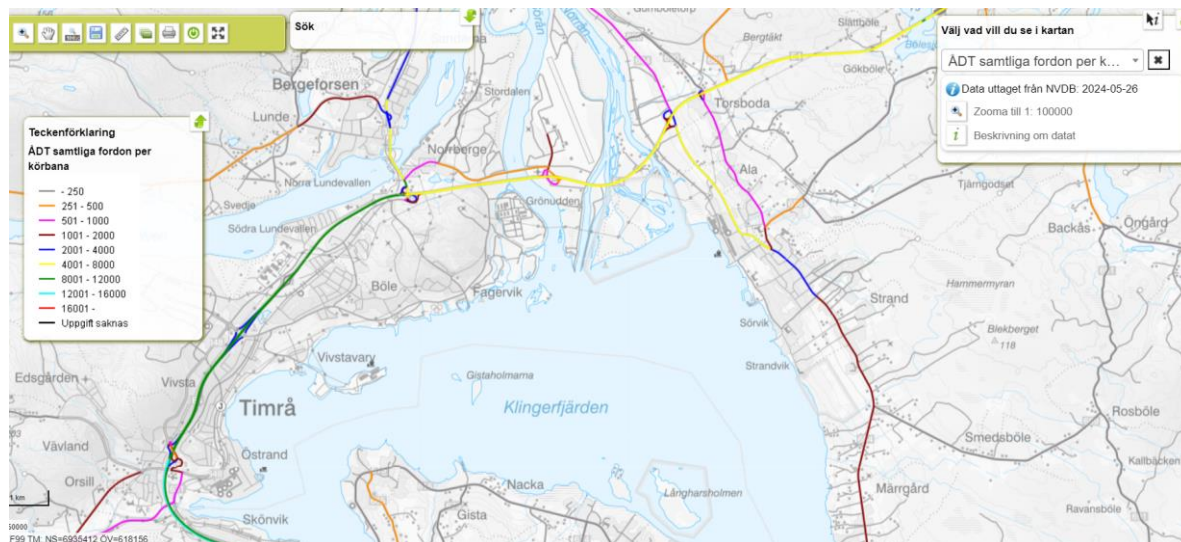 Sök
Välj vad vill du se i kartan
ÅDT samtliga fordon per k...
Data uttaget från NVDB: 2024-05-26
Zooma till 1: 100000
Beskrivning om datat
Teckenförklaring
ÅDT samtliga fordon per
körbana
- 250
251 - 500
501 - 1000
1001 - 2000
2001 - 4000
4001 - 8000
8001 - 12000
12001 - 16000
16001 -
Uppgift saknas
Bergtäkt
Slättböle
Gökböle
Bergeforsen
Stordalen
Lunde
Torsboda
Norrberge
Norra Lundevallen
Ala
Tjärngodset
Svedje
Grönudden
Södra Lundevallen
Backås
Öngård
Böle
Fagervik
Hammermyran
Strand
Sörvik
Blekberget
118
Vivstavarv
Strandvik
Edsgården
Vivsta
Gistaholmarna
Timrå
Klingerfjärden
Rosböle
Vävland
Östrand
Smedsböle
Kallbäcken
Orsill
Nacka
Märrgård
Långharsholmen
Skönvik
Gista
Ravansböle
F99 TM: NS=6935412 ÖV=618156